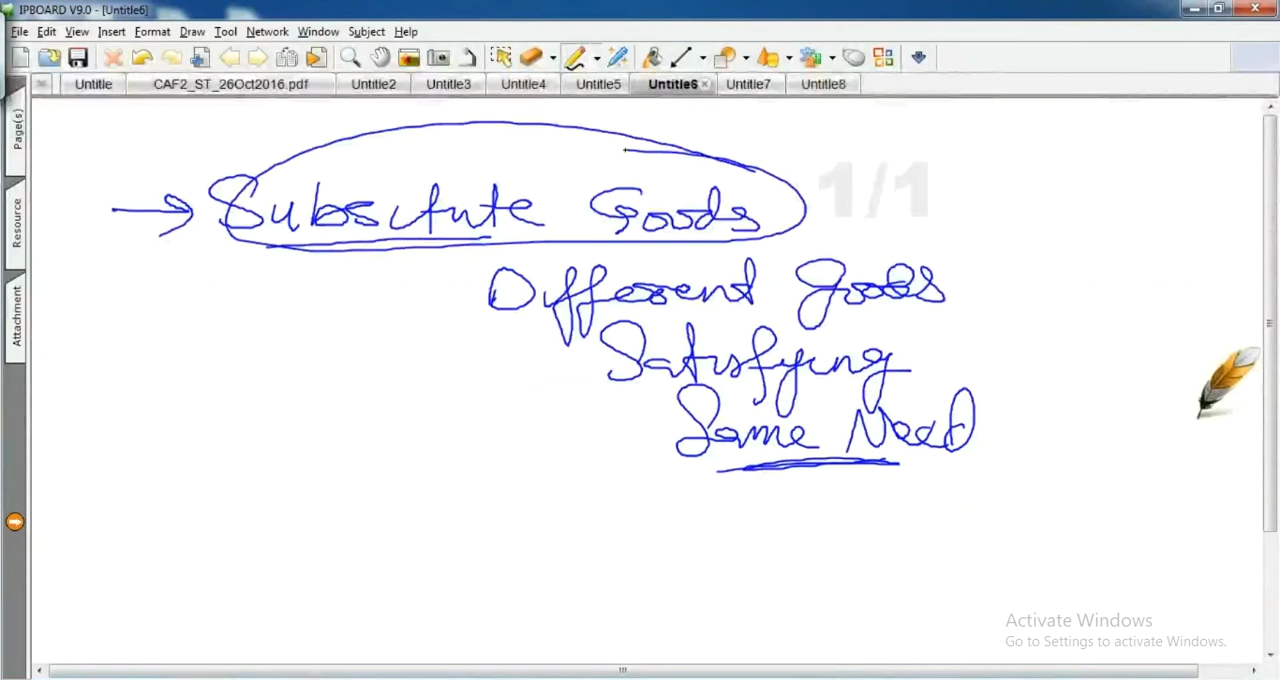 IPBOARD V9.0 - [Untitle6]
File Edit View Insert Format Draw Tool Network Window Subject Help
Untitle CAF2_ST_26Oct2016.pdf Untitle2 Untitle3 Untitle4 Untitle5 Untitle6 Untitle7 Untitle8
Page(s)
Resource
Attachment
1/1
Substitute Goods
Different goods
Satisfying
Same Need
Activate Windows
Go to Settings to activate Windows.